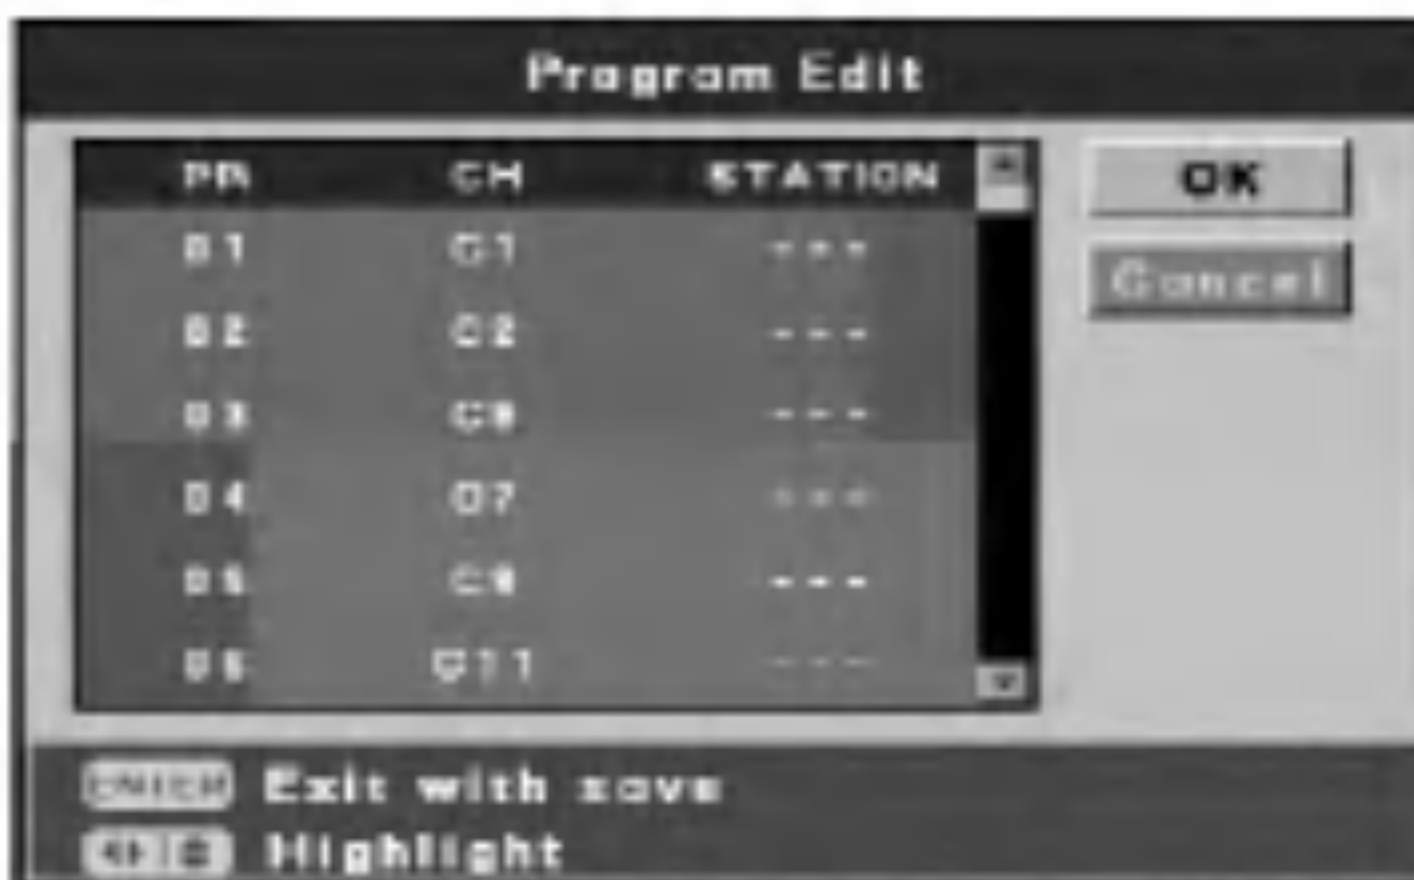 Program Edit
PR CH STATION
OK
01 C1 ---
Cancel
02 C2 ---
03 ---
04 ---
05 ---
06 ---
ENTER Exit with save
Highlight